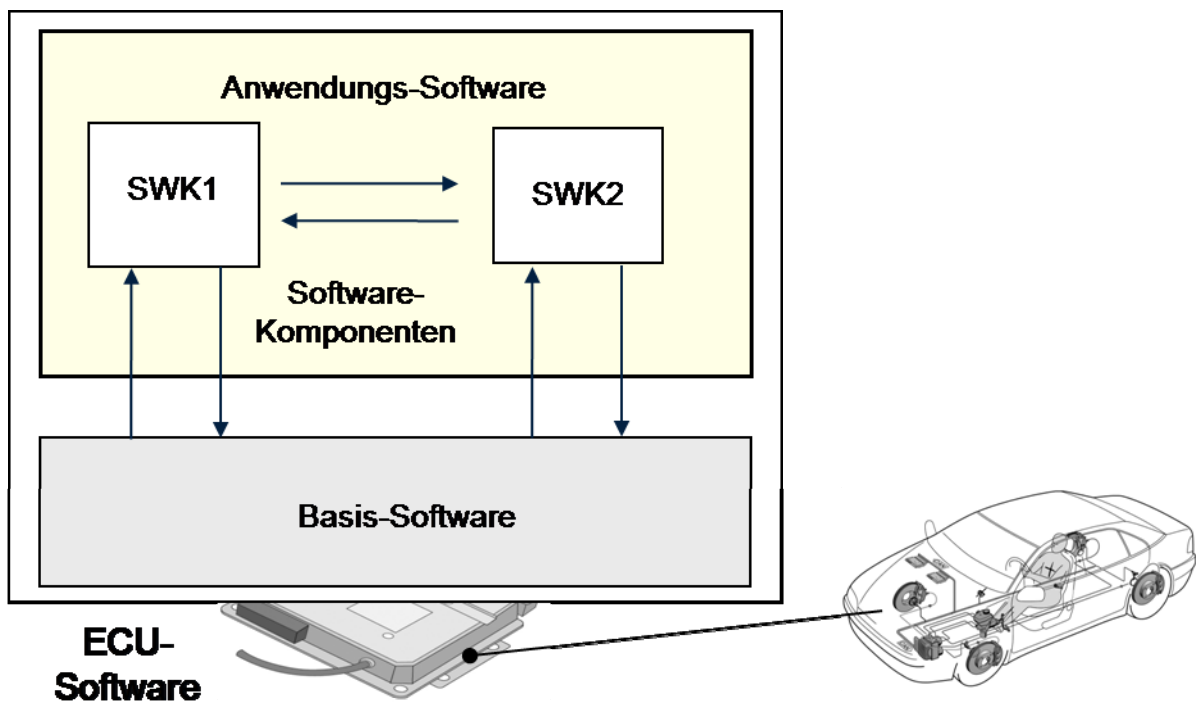 Anwendungs-Software
SWK1
SWK2
Software-
Komponenten
Basis-Software
ECU-
Software